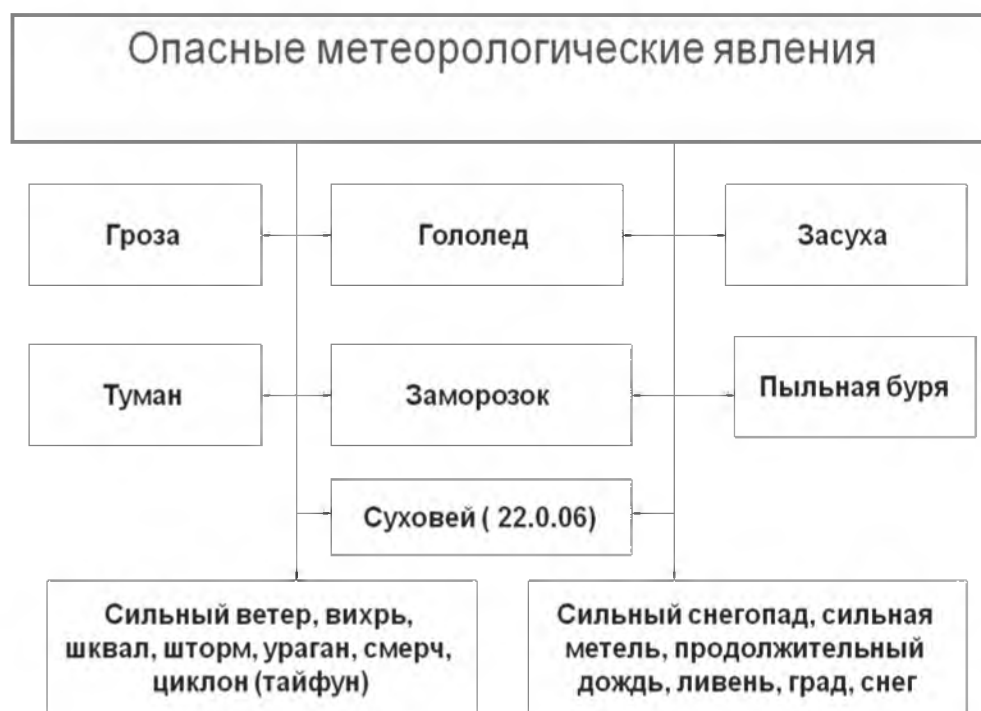 Опасные метеорологические явления
Гроза
Гололед
Засуха
Туман
Заморозок
Пыльная буря
Суховей ( 22.0.06)
Сильный ветер, вихрь,
шквал, шторм, ураган, смерч,
циклон (тайфун)
Сильный снегопад, сильная
метель, продолжительный
дождь, ливень, град, снег